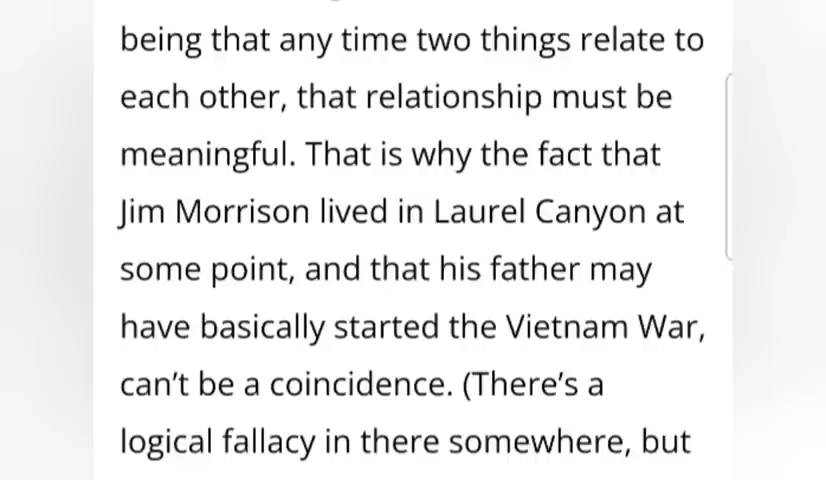 being that any time two things relate to
each other, that relationship must be
meaningful. That is why the fact that
Jim Morrison lived in Laurel Canyon at
some point, and that his father may
have basically started the Vietnam War,
can’t be a coincidence. (There’s a
logical fallacy in there somewhere, but